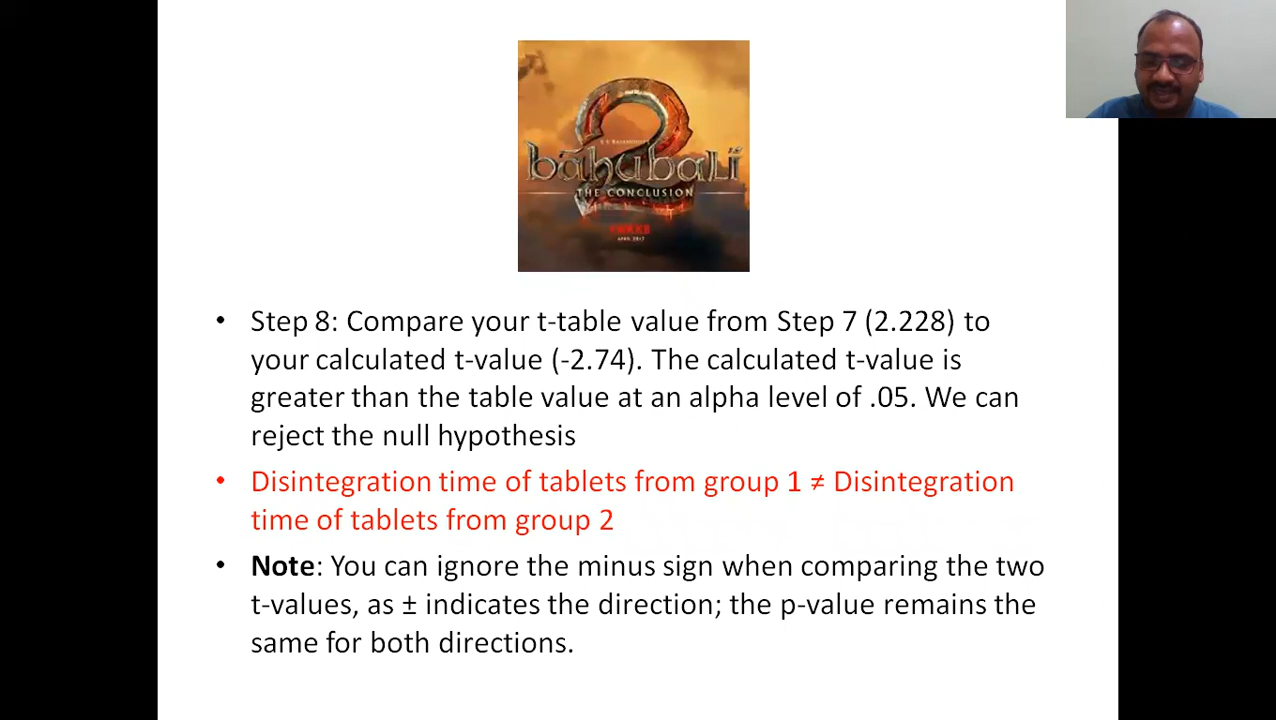 S S RAJAMOULI'S
bāhubali
THE CONCLUSION
APRIL 2017
• Step 8: Compare your t-table value from Step 7 (2.228) to
your calculated t-value (-2.74). The calculated t-value is
greater than the table value at an alpha level of .05. We can
reject the null hypothesis
• Disintegration time of tablets from group 1 ≠ Disintegration
time of tablets from group 2
• Note: You can ignore the minus sign when comparing the two
t-values, as ± indicates the direction; the p-value remains the
same for both directions.